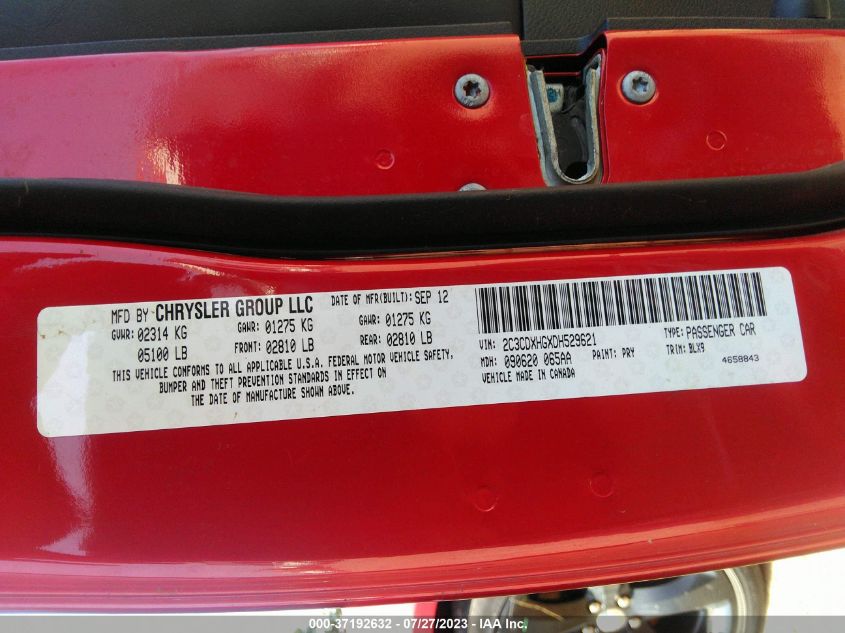 MFD BY CHRYSLER GROUP LLC DATE OF MFR(BUILT): SEP 12
GVWR: 02314 KG GAWR: 01275 KG GAWR: 01275 KG
05100 LB FRONT: 02810 LB REAR: 02810 LB
THIS VEHICLE CONFORMS TO ALL APPLICABLE U.S.A. FEDERAL MOTOR VEHICLE SAFETY,
BUMPER AND THEFT PREVENTION STANDARDS IN EFFECT ON
THE DATE OF MANUFACTURE SHOWN ABOVE.
VIN: 2C3CDXHGXDH529621 TYPE: PASSENGER CAR
MDH: 090620 065AA PAINT: PRY TRIM: BLX9
VEHICLE MADE IN CANADA 4658843
000-37192632 - 07/27/2023 - IAA Inc.